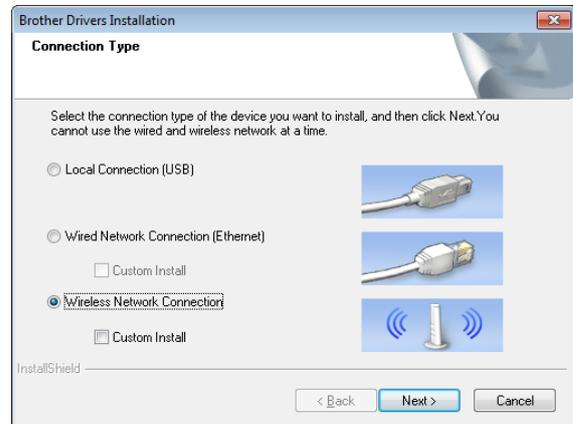 Brother Drivers Installation
Connection Type
Select the connection type of the device you want to install, and then click Next.You
cannot use the wired and wireless network at a time.
Local Connection (USB)
Wired Network Connection (Ethernet)
Custom Install
Wireless Network Connection
Custom Install
InstallShield
< Back
Next >
Cancel